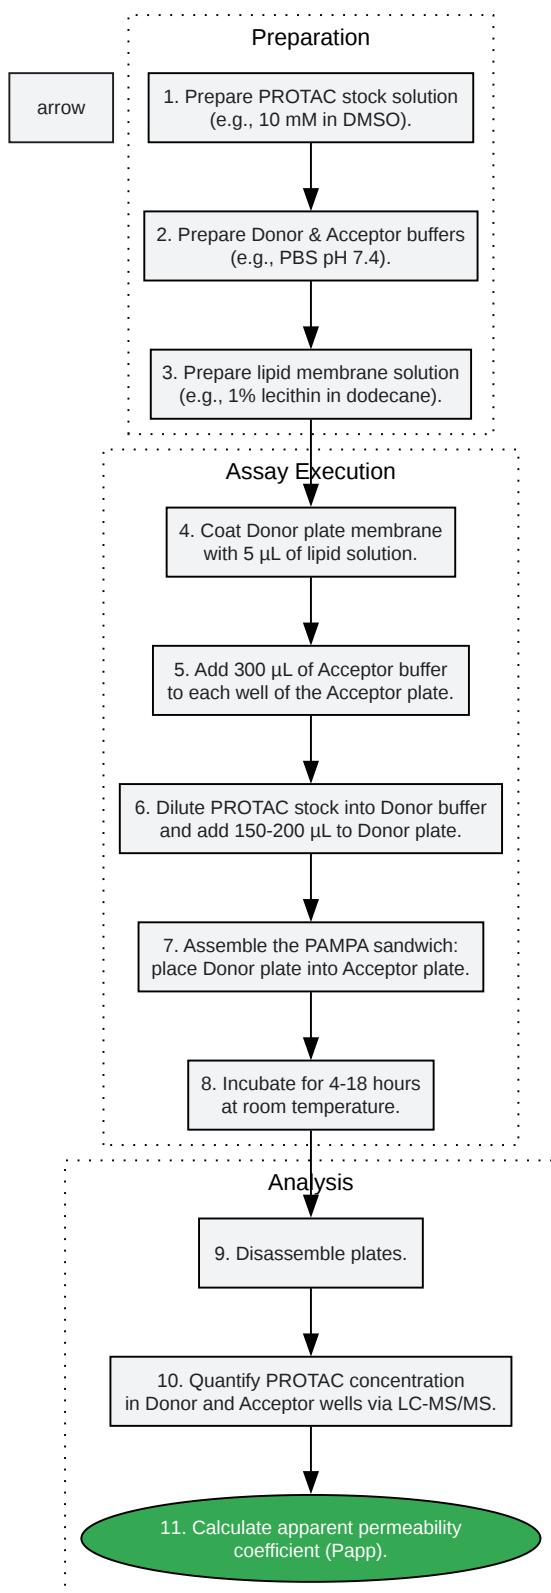 Preparation
arrow
1. Prepare PROTAC stock solution
(e.g., 10 mM in DMSO).
2. Prepare Donor & Acceptor buffers
(e.g., PBS pH 7.4).
3. Prepare lipid membrane solution
(e.g., 1% lecithin in dodecane).
Assay Execution
4. Coat Donor plate membrane
with 5 µL of lipid solution.
5. Add 300 µL of Acceptor buffer
to each well of the Acceptor plate.
6. Dilute PROTAC stock into Donor buffer
and add 150-200 µL to Donor plate.
7. Assemble the PAMPA sandwich:
place Donor plate into Acceptor plate.
8. Incubate for 4-18 hours
at room temperature.
Analysis
9. Disassemble plates.
10. Quantify PROTAC concentration
in Donor and Acceptor wells via LC-MS/MS.
11. Calculate apparent permeability
coefficient (Papp).